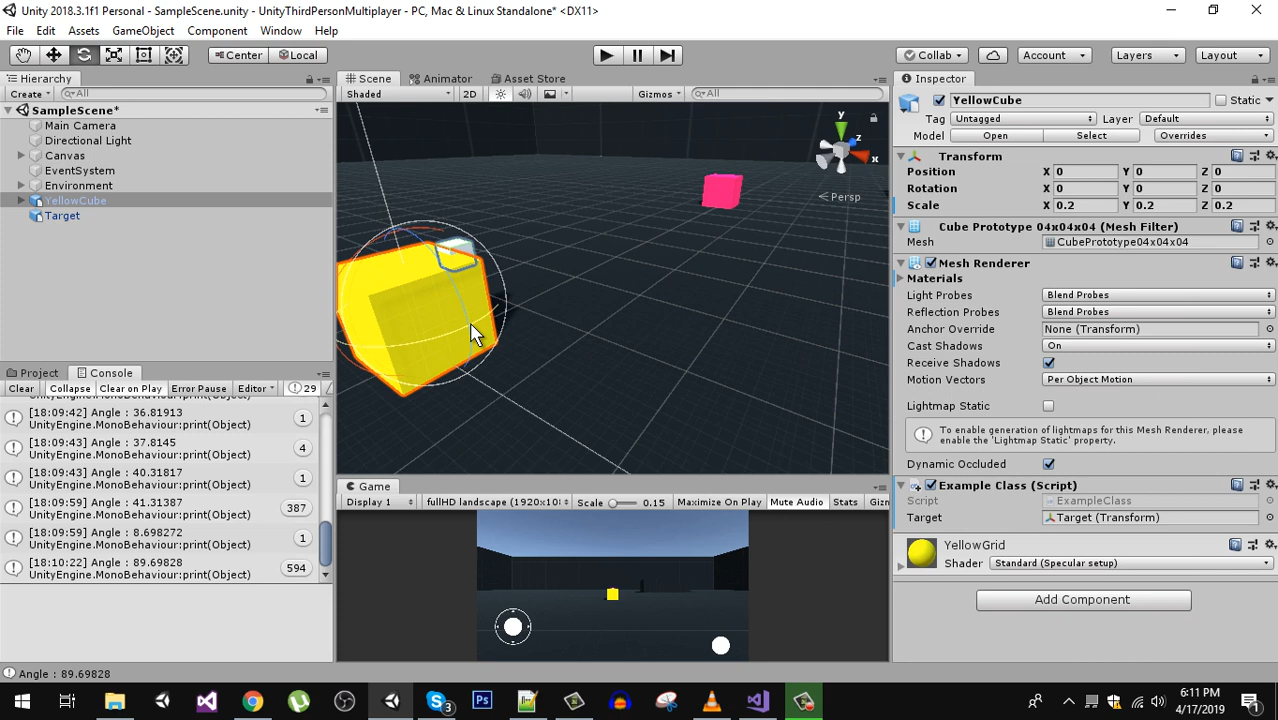 Unity 2018.3.1f1 Personal - SampleScene.unity - UnityThirdPersonMultiplayer - PC, Mac & Linux Standalone* <DX11>
File Edit Assets GameObject Component Window Help
Center Local Collab Account Layers Layout
Hierarchy
Create All
SampleScene*
Main Camera
Directional Light
Canvas
EventSystem
Environment
YellowCube
Target
Scene Animator Asset Store
Shaded 2D Gizmos All
y
z
x
Persp
Inspector
YellowCube Static
Tag Untagged Layer Default
Model Open Select Overrides
Transform
Position X 0 Y 0 Z 0
Rotation X 0 Y 0 Z 0
Scale X 0.2 Y 0.2 Z 0.2
Cube Prototype 04x04x04 (Mesh Filter)
Mesh CubePrototype04x04x04
Mesh Renderer
Materials
Light Probes Blend Probes
Reflection Probes Blend Probes
Anchor Override None (Transform)
Cast Shadows On
Receive Shadows
Motion Vectors Per Object Motion
Lightmap Static
To enable generation of lightmaps for this Mesh Renderer, please
enable the 'Lightmap Static' property.
Dynamic Occluded
Example Class (Script)
Script ExampleClass
Target Target (Transform)
YellowGrid
Shader Standard (Specular setup)
Add Component
Project Console
Clear Collapse Clear on Play Error Pause Editor 29
[18:09:42] Angle : 36.81913
UnityEngine.MonoBehaviour:print(Object) 1
[18:09:43] Angle : 37.8145
UnityEngine.MonoBehaviour:print(Object) 4
[18:09:43] Angle : 40.31817
UnityEngine.MonoBehaviour:print(Object) 1
[18:09:59] Angle : 41.31387
UnityEngine.MonoBehaviour:print(Object) 387
[18:09:59] Angle : 8.698272
UnityEngine.MonoBehaviour:print(Object) 1
[18:10:22] Angle : 89.69828
UnityEngine.MonoBehaviour:print(Object) 594
Game
Display 1 fullHD landscape (1920x10 Scale 0.15 Maximize On Play Mute Audio Stats Giz
Angle : 89.69828
3
Ps
6:11 PM
4/17/2019
1